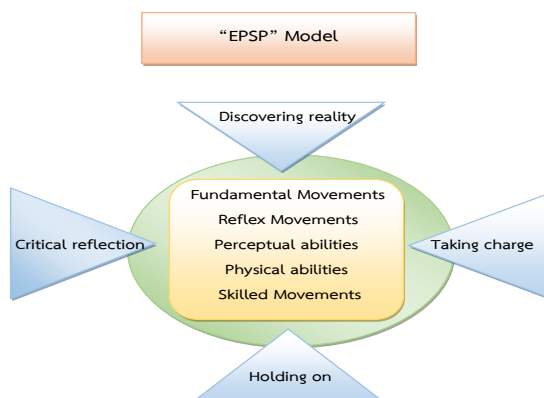 “EPSP” Model
Discovering reality
Fundamental Movements
Reflex Movements
Critical reflection
Perceptual abilities
Taking charge
Physical abilities
Skilled Movements
Holding on